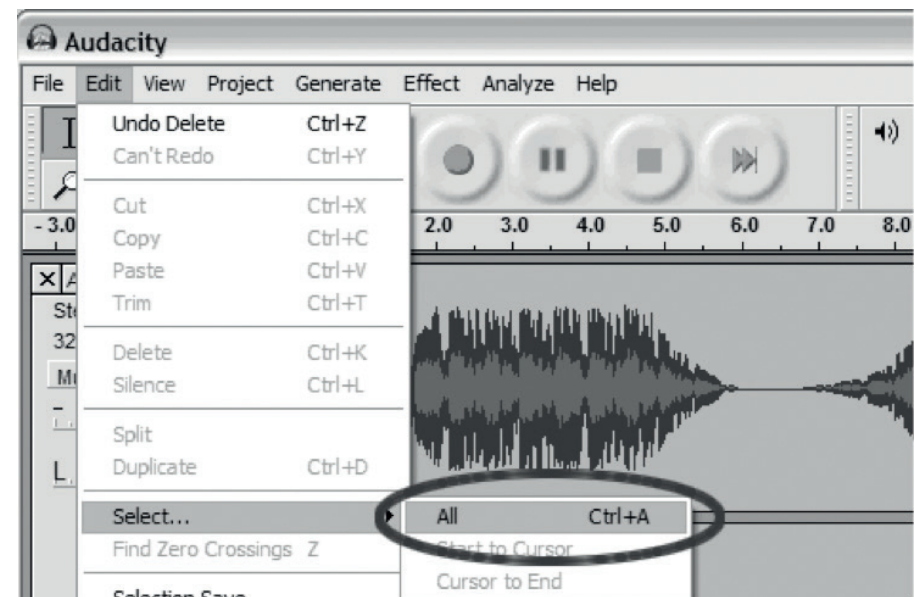 Audacity
File Edit View Project Generate Effect Analyze Help
Undo Delete Ctrl+Z
Can't Redo Ctrl+Y
Cut Ctrl+X
- 3.0 2.0 3.0 4.0 5.0 6.0 7.0 8.0
Copy Ctrl+C
Paste Ctrl+V
Trim Ctrl+T
32
Delete Ctrl+K
Silence Ctrl+L
Split
Duplicate Ctrl+D
L
Select... All Ctrl+A
Find Zero Crossings Z Start to Cursor
Cursor to End
Selection Save